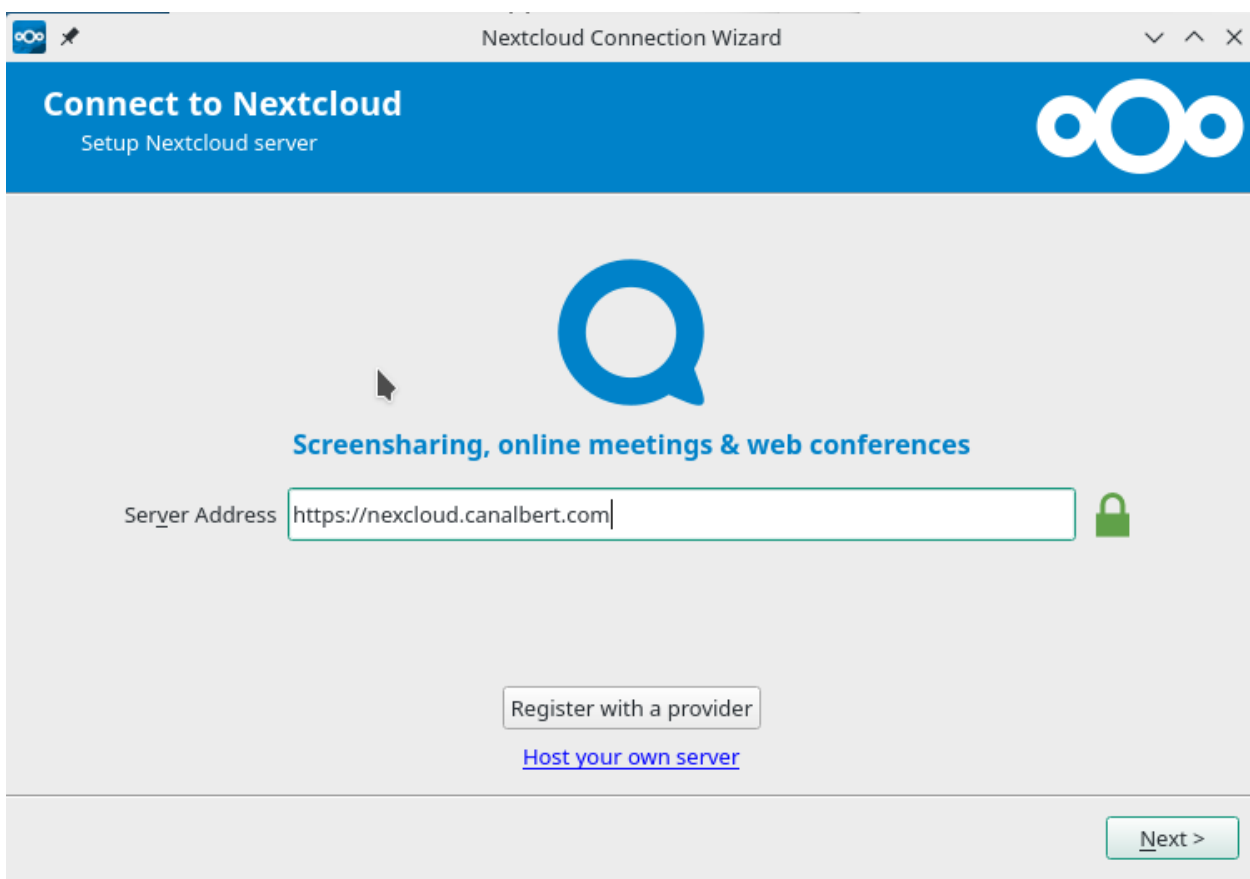 Nextcloud Connection Wizard
Connect to Nextcloud
Setup Nextcloud server
Screensharing, online meetings & web conferences
Server Address https://nexcloud.canalbert.com
Register with a provider
Host your own server
Next >